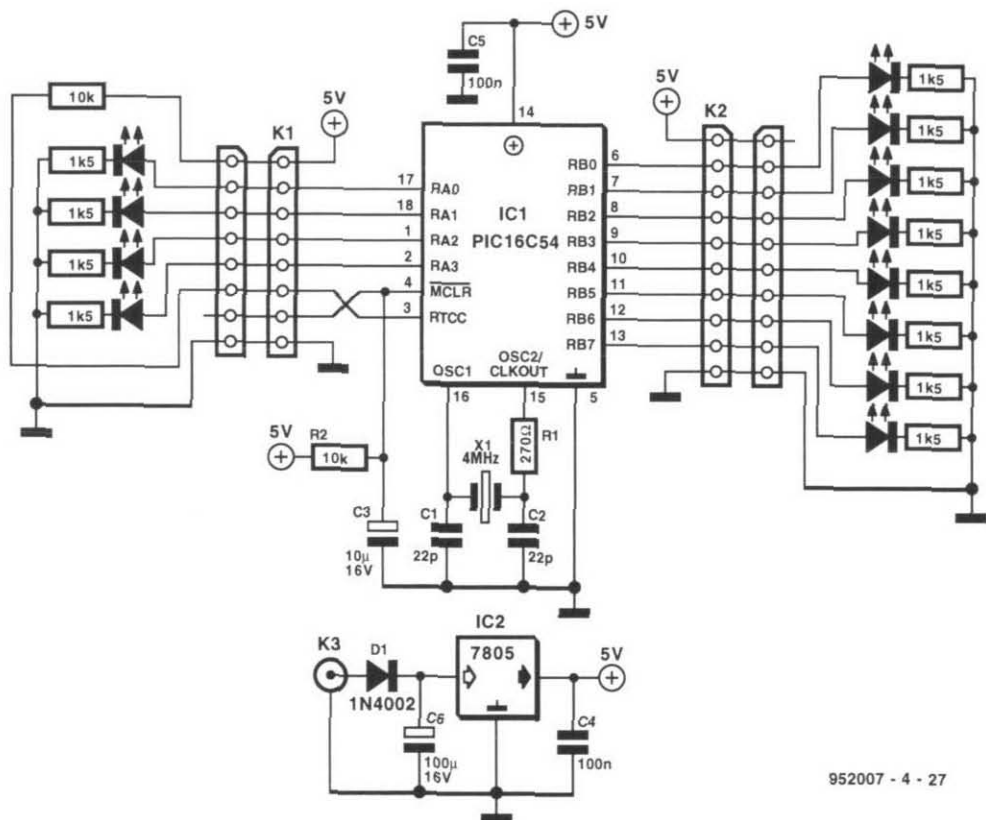 C5
100n
5V
14
10k
5V
K1
1k5
1k5
1k5
1k5
17
18
1
2
4
3
RA0
RA1
RA2
RA3
MCLR
RTCC
IC1
PIC16C54
RB0
RB1
RB2
RB3
RB4
RB5
RB6
RB7
6
7
8
9
10
11
12
13
OSC1
OSC2/
CLKOUT
16
15
5
5V
K2
1k5
1k5
1k5
1k5
1k5
1k5
1k5
1k5
5V
R2
10k
X1
4MHz
270Ω
R1
C3
10µ
16V
C1
22p
C2
22p
K3
D1
1N4002
C6
100µ
16V
IC2
7805
5V
C4
100n
952007 - 4 - 27